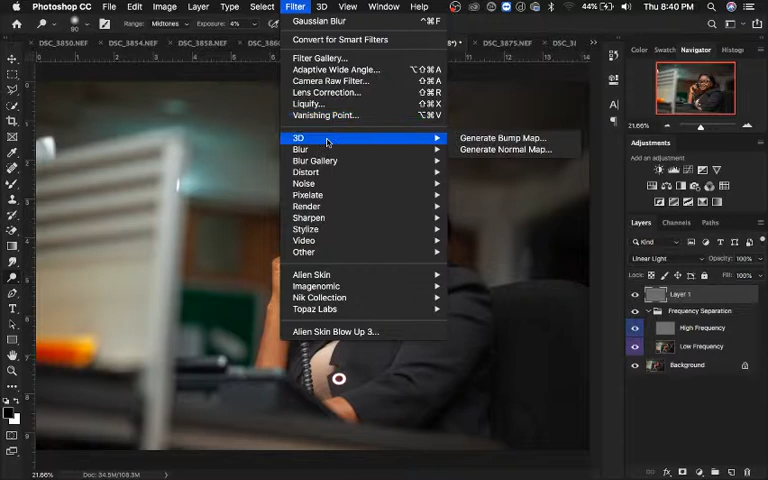 Photoshop CC File Edit Image Layer Type Select Filter 3D View Window Help 44% Thu 8:40 PM
90 Range: Midtones Exposure: 4%
DSC_3850.NEF DSC_3854.NEF DSC_3858.NEF DSC_3875.NEF
Gaussian Blur ^⌘F
Convert for Smart Filters
Filter Gallery...
Adaptive Wide Angle... ⌥⇧⌘A
Camera Raw Filter... ⇧⌘A
Lens Correction... ⇧⌘R
Liquify... ⇧⌘X
Vanishing Point... ⌥⌘V
3D
Blur
Blur Gallery
Distort
Noise
Pixelate
Render
Sharpen
Stylize
Video
Other
Alien Skin
Imagenomic
Nik Collection
Topaz Labs
Alien Skin Blow Up 3...
Generate Bump Map...
Generate Normal Map...
Color Swatch Navigator Histog
21.66%
Adjustments
Add an adjustment
Layers Channels Paths
Kind
Linear Light Opacity: 100%
Lock: Fill: 100%
Layer 1
Frequency Separation
High Frequency
Low Frequency
Background
21.66% Doc: 34.5M/108.5M